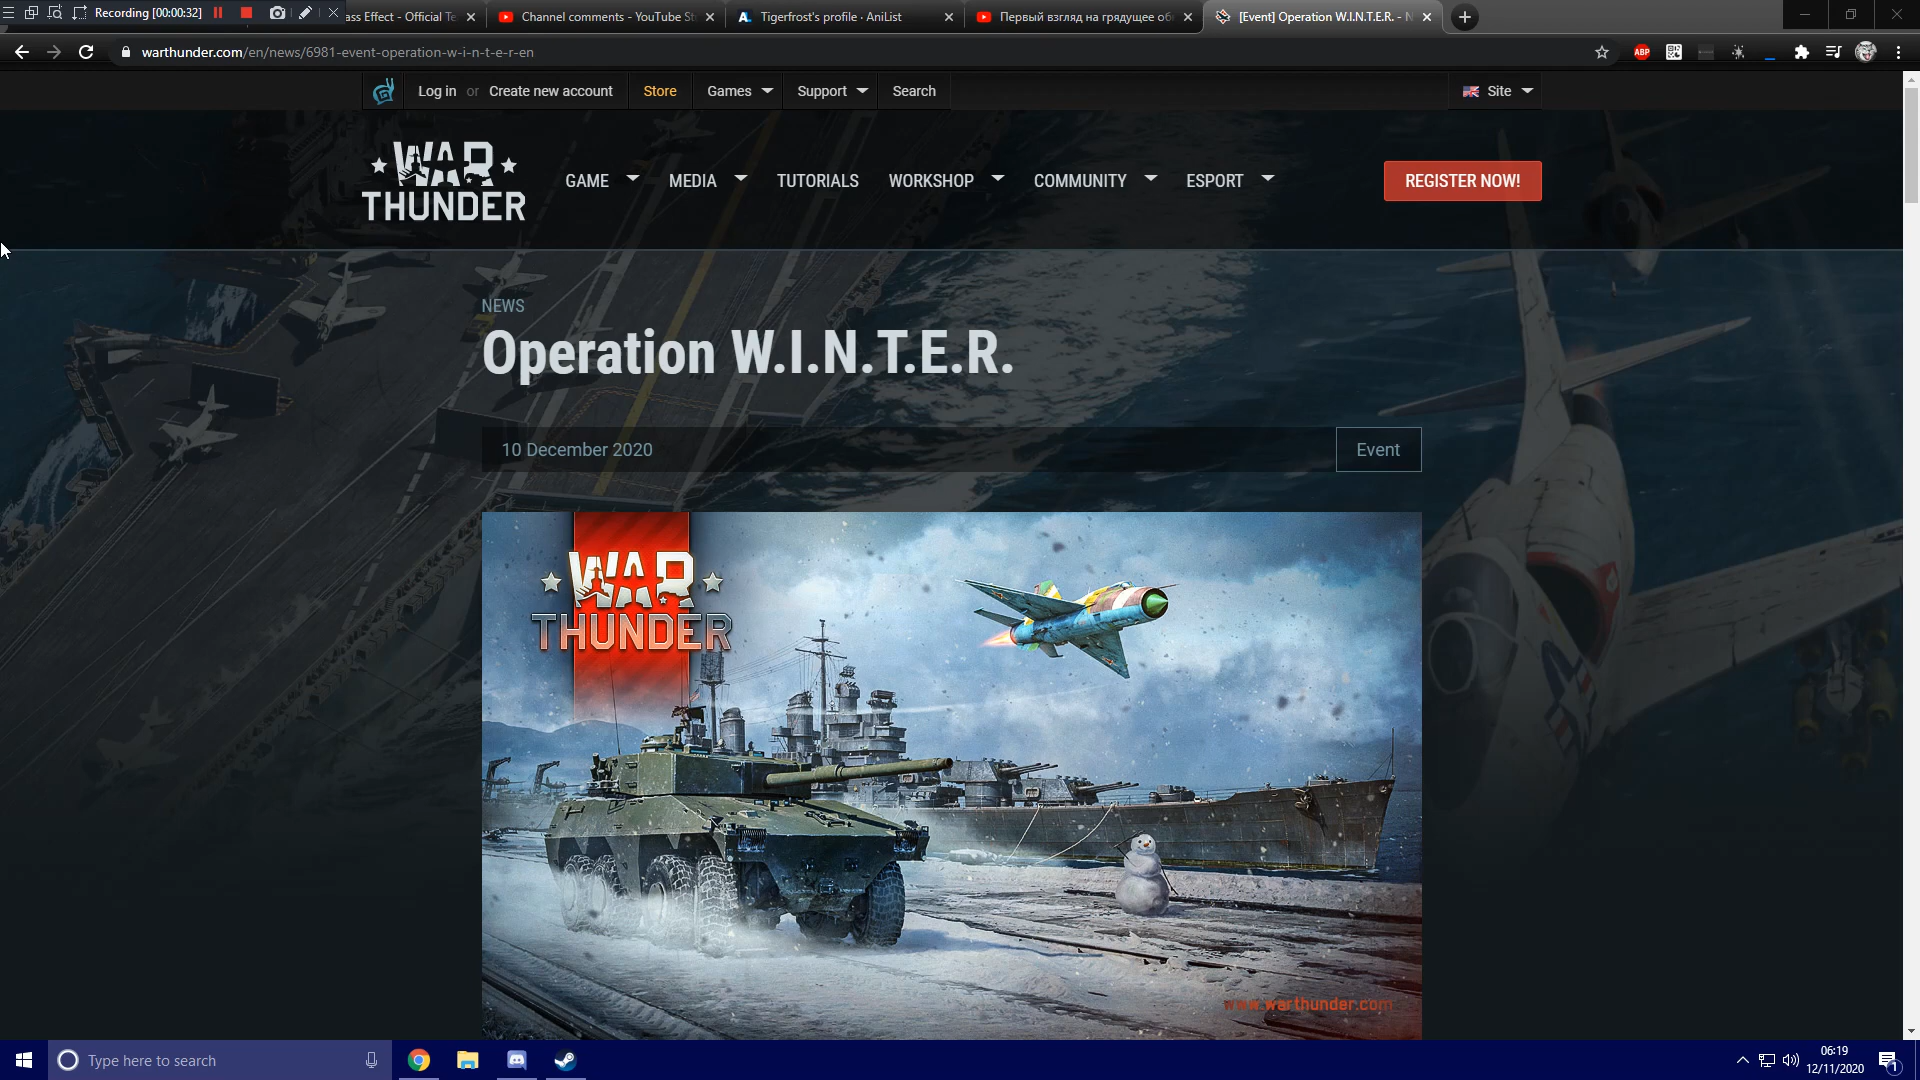 Recording [00:00:32]
ass Effect - Official Te
Channel comments - YouTube St
Tigerfrost's profile · AniList
Первый взгляд на грядущее об
[Event] Operation W.I.N.T.E.R. - N
warthunder.com/en/news/6981-event-operation-w-i-n-t-e-r-en
ABP
Log in or Create new account
Store
Games
Support
Search
Site
WAR
THUNDER
GAME
MEDIA
TUTORIALS
WORKSHOP
COMMUNITY
ESPORT
REGISTER NOW!
NEWS
Operation W.I.N.T.E.R.
10 December 2020
Event
WAR
THUNDER
www.warthunder.com
Type here to search
06:19
12/11/2020
1